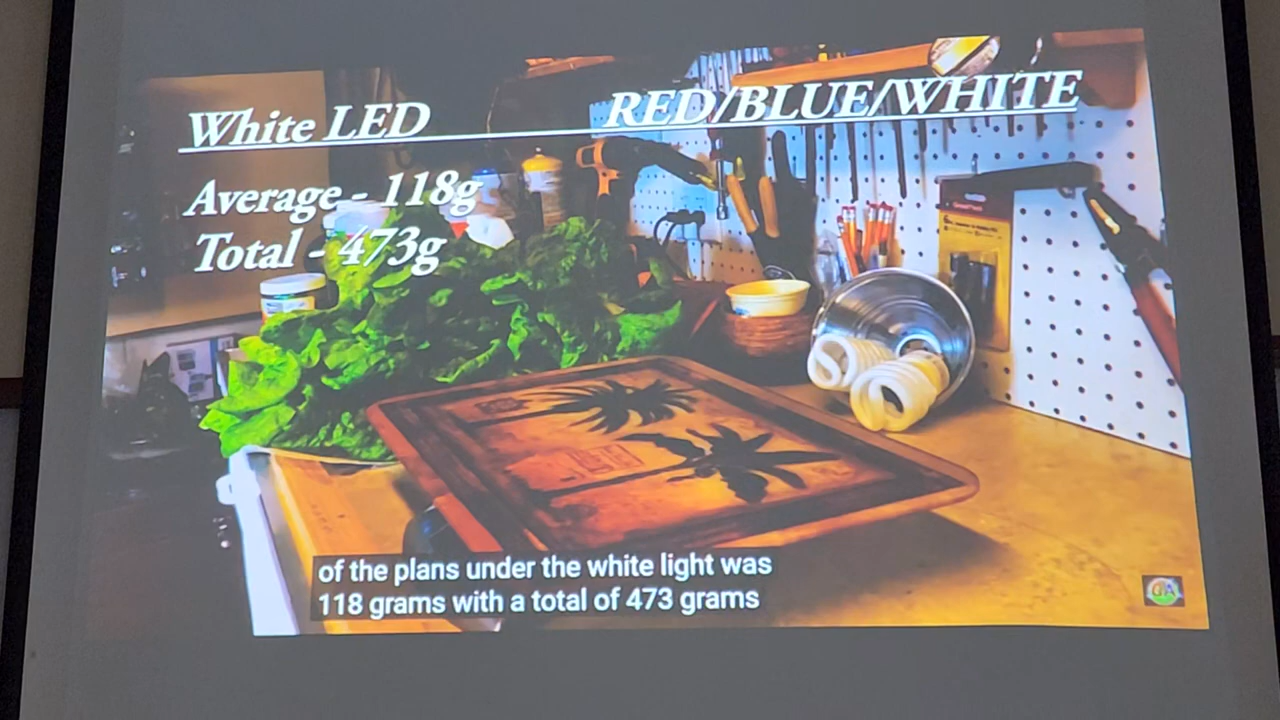 White LED RED/BLUE/WHITE
Average - 118g
Total - 473g
of the plans under the white light was
118 grams with a total of 473 grams
GA